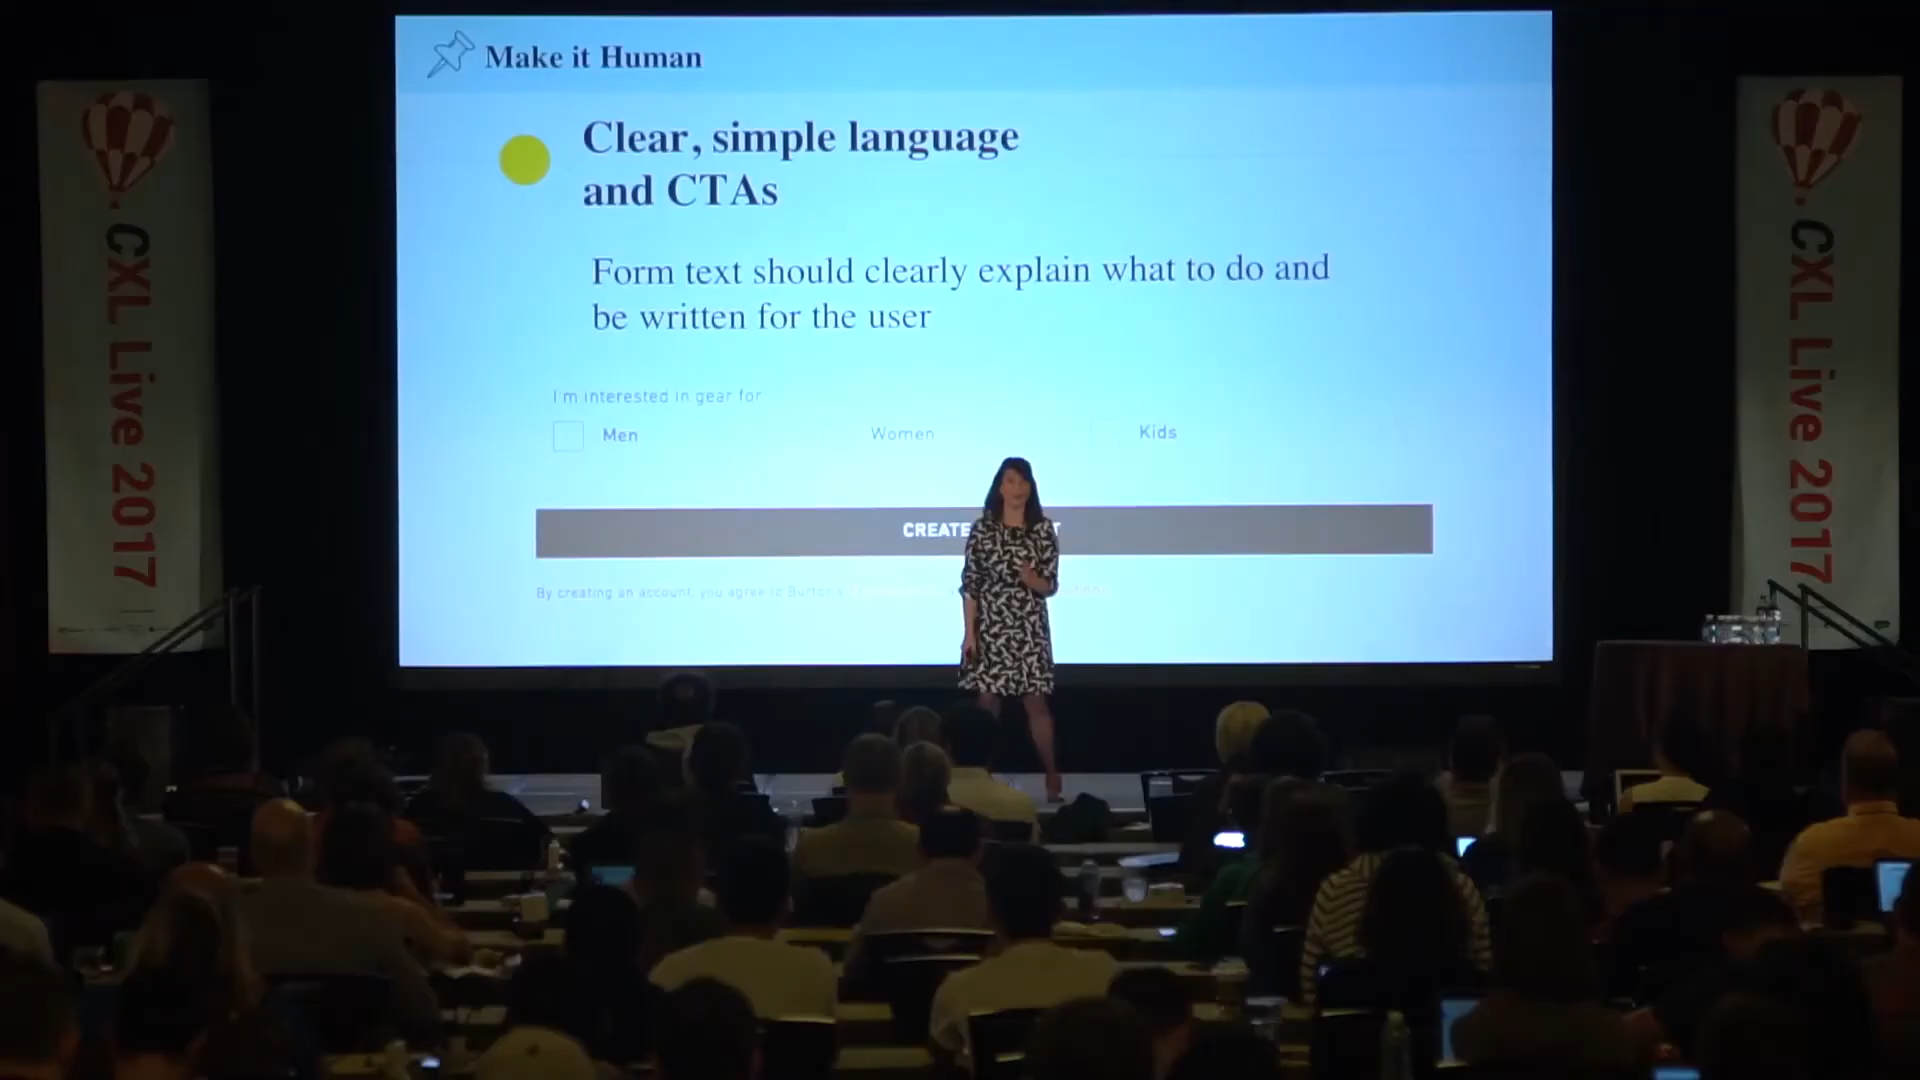 Make it Human
Clear, simple language
and CTAs
Form text should clearly explain what to do and
be written for the user
I'm interested in gear for
Men
Women
Kids
CREATE
By creating an account, you agree to Burton's
CXL Live 2017
CXL Live 2017